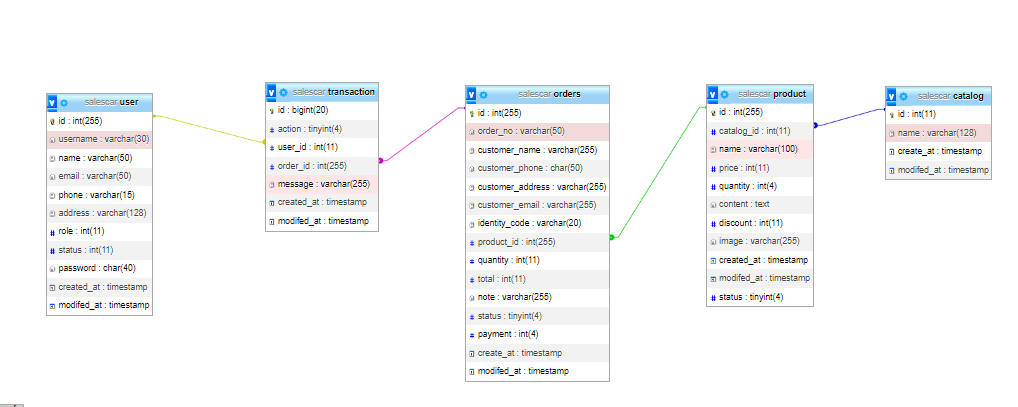 salescar user
id : int(255)
username : varchar(30)
name : varchar(50)
email : varchar(50)
phone : varchar(15)
address : varchar(128)
role : int(11)
status : int(11)
password : char(40)
created_at : timestamp
modifed_at : timestamp
salescar transaction
id : bigint(20)
action : tinyint(4)
user_id : int(11)
order_id : int(255)
message : varchar(255)
created_at : timestamp
modifed_at : timestamp
salescar orders
id : int(255)
order_no : varchar(50)
customer_name : varchar(255)
customer_phone : char(50)
customer_address : varchar(255)
customer_email : varchar(255)
identity_code : varchar(20)
product_id : int(255)
quantity : int(11)
total : int(11)
note : varchar(255)
status : tinyint(4)
payment : int(4)
create_at : timestamp
modifed_at : timestamp
salescar product
id : int(255)
catalog_id : int(11)
name : varchar(100)
price : int(11)
quantity : int(4)
content : text
discount : int(11)
image : varchar(255)
created_at : timestamp
modifed_at : timestamp
status : tinyint(4)
salescar catalog
id : int(11)
name : varchar(128)
create_at : timestamp
modifed_at : timestamp